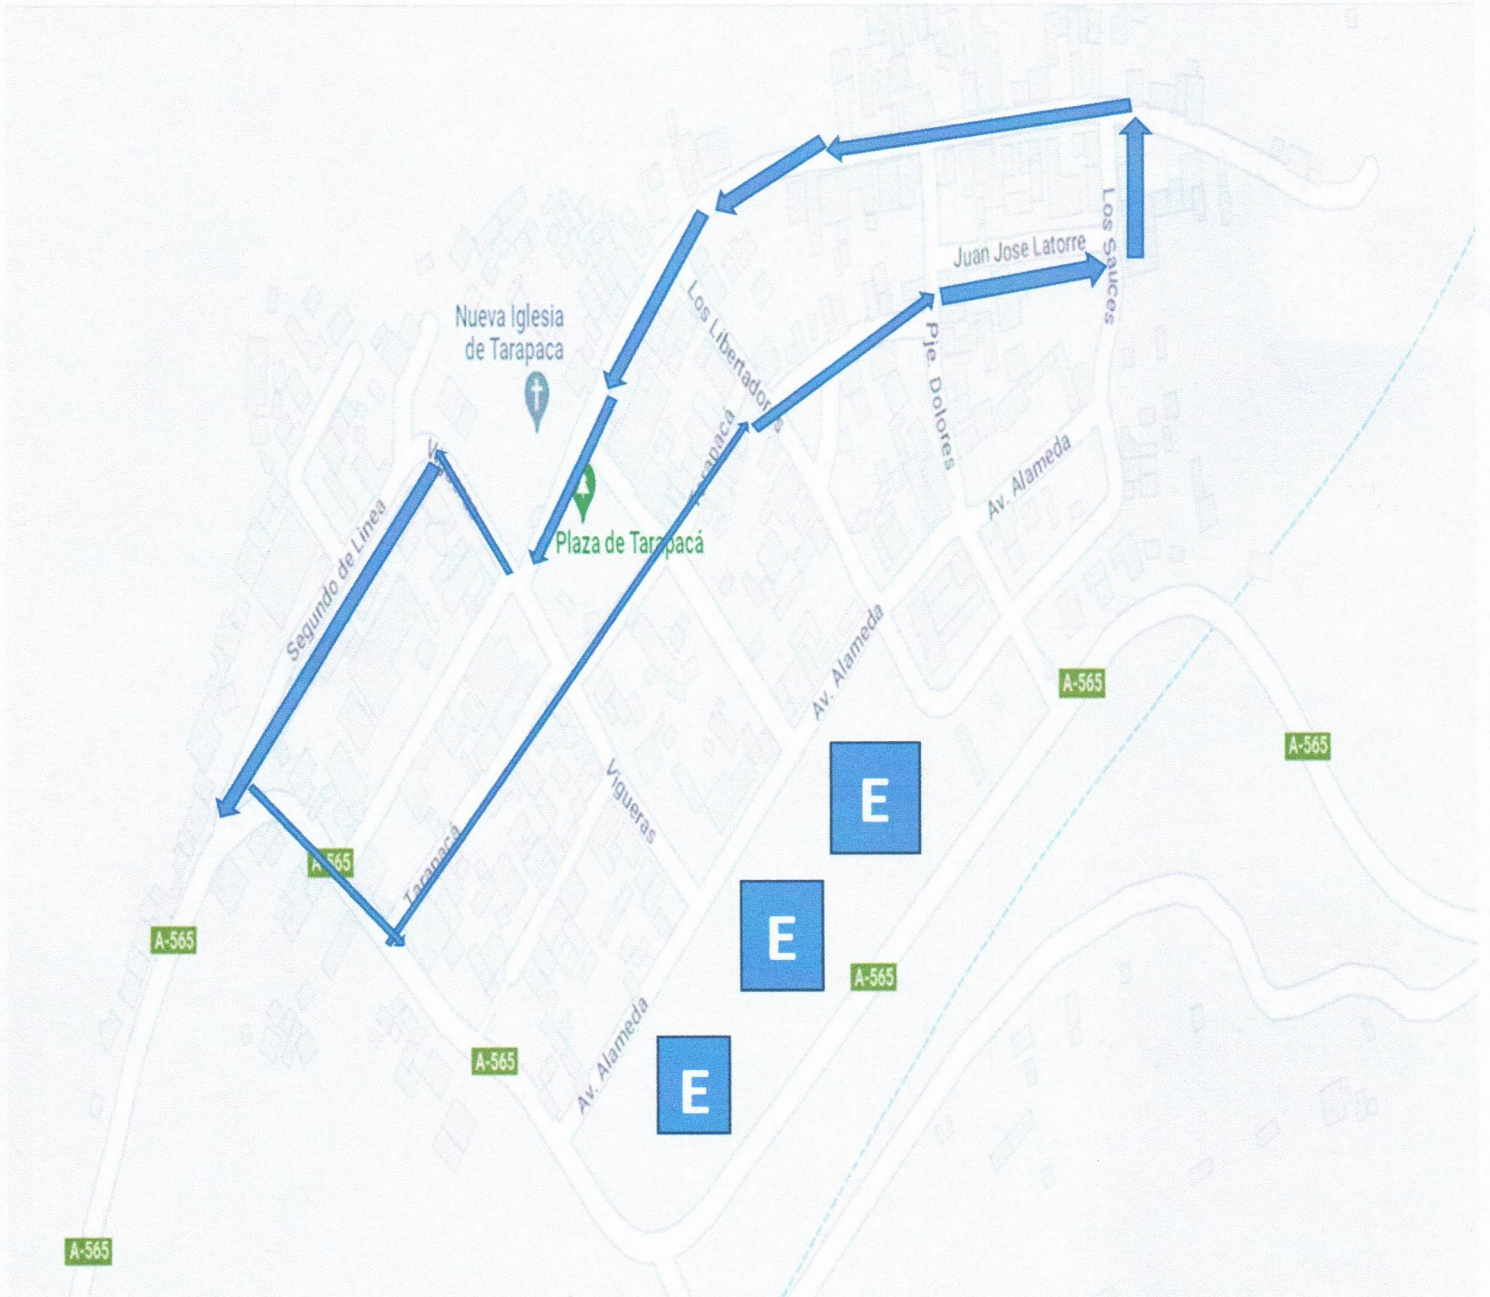 Los Sauces
Juan Jose Latorre
Nueva Iglesia
de Tarapaca
Los Libertadores
Pje. Dolores
Tarapacá
Av. Alameda
Segundo de Linea
Plaza de Tarapacá
Av. Alameda
A-565
A-565
Vigueras
E
Tarapacá
A-565
A-565
E
A-565
Av. Alameda
A-565
E
A-565